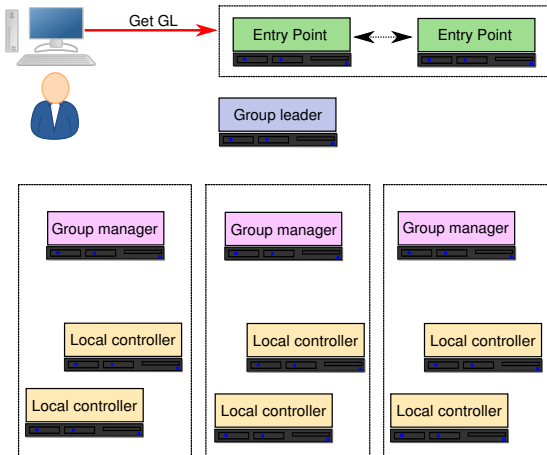 Get GL
Entry Point
Entry Point
Group leader
Group manager
Group manager
Group manager
Local controller
Local controller
Local controller
Local controller
Local controller
Local controller